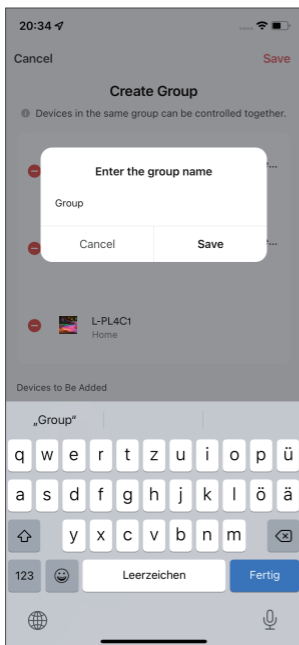 20:34
Cancel
Save
Create Group
Devices in the same group can be controlled together.
Enter the group name
Group
Cancel
Save
L-PL4C1
Home
Devices to Be Added
„Group“
q w e r t z u i o p ü
a s d f g h j k l ö ä
y x c v b n m
123
Leerzeichen
Fertig